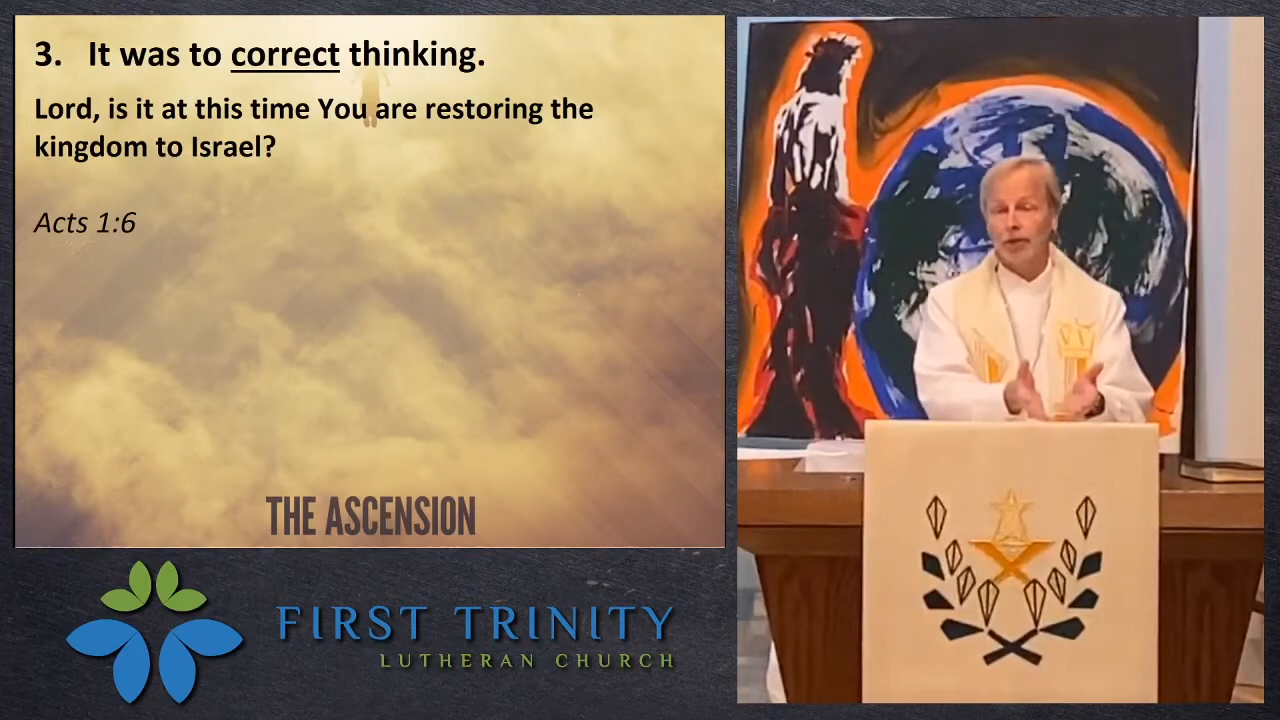 3. It was to correct thinking.
Lord, is it at this time You are restoring the
kingdom to Israel?
Acts 1:6
THE ASCENSION
FIRST TRINITY
LUTHERAN CHURCH